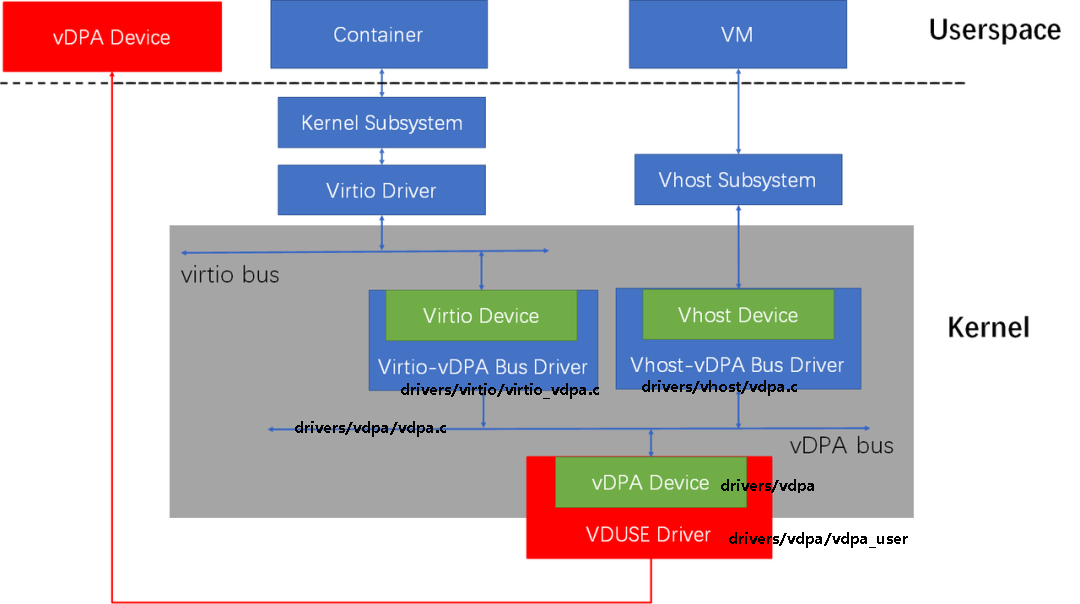 vDPA Device
Container
VM
Userspace
Kernel Subsystem
Virtio Driver
Vhost Subsystem
virtio bus
Virtio Device
Vhost Device
Kernel
Virtio-vDPA Bus Driver
Vhost-vDPA Bus Driver
drivers/virtio/virtio_vdpa.c
drivers/vhost/vdpa.c
drivers/vdpa/vdpa.c
vDPA bus
vDPA Device
drivers/vdpa
VDUSE Driver
drivers/vdpa/vdpa_user